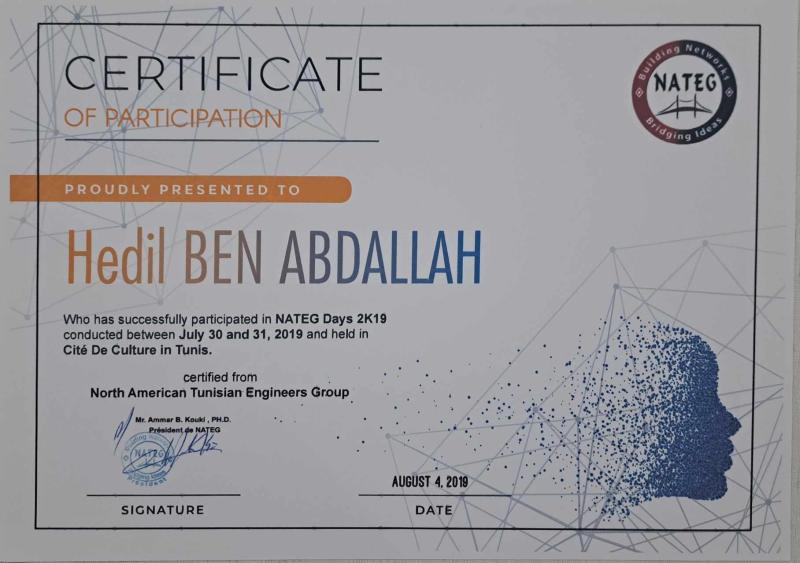 CERTIFICATE
OF PARTICIPATION
Building Networks
NATEG
Bridging Ideas
PROUDLY PRESENTED TO
Hedil BEN ABDALLAH
Who has successfully participated in NATEG Days 2K19
conducted between July 30 and 31, 2019 and held in
Cité De Culture in Tunis.
certified from
North American Tunisian Engineers Group
Mr. Ammar B. Kouki , PH.D.
Président de NATEG
NATEG
President
AUGUST 4, 2019
SIGNATURE
DATE